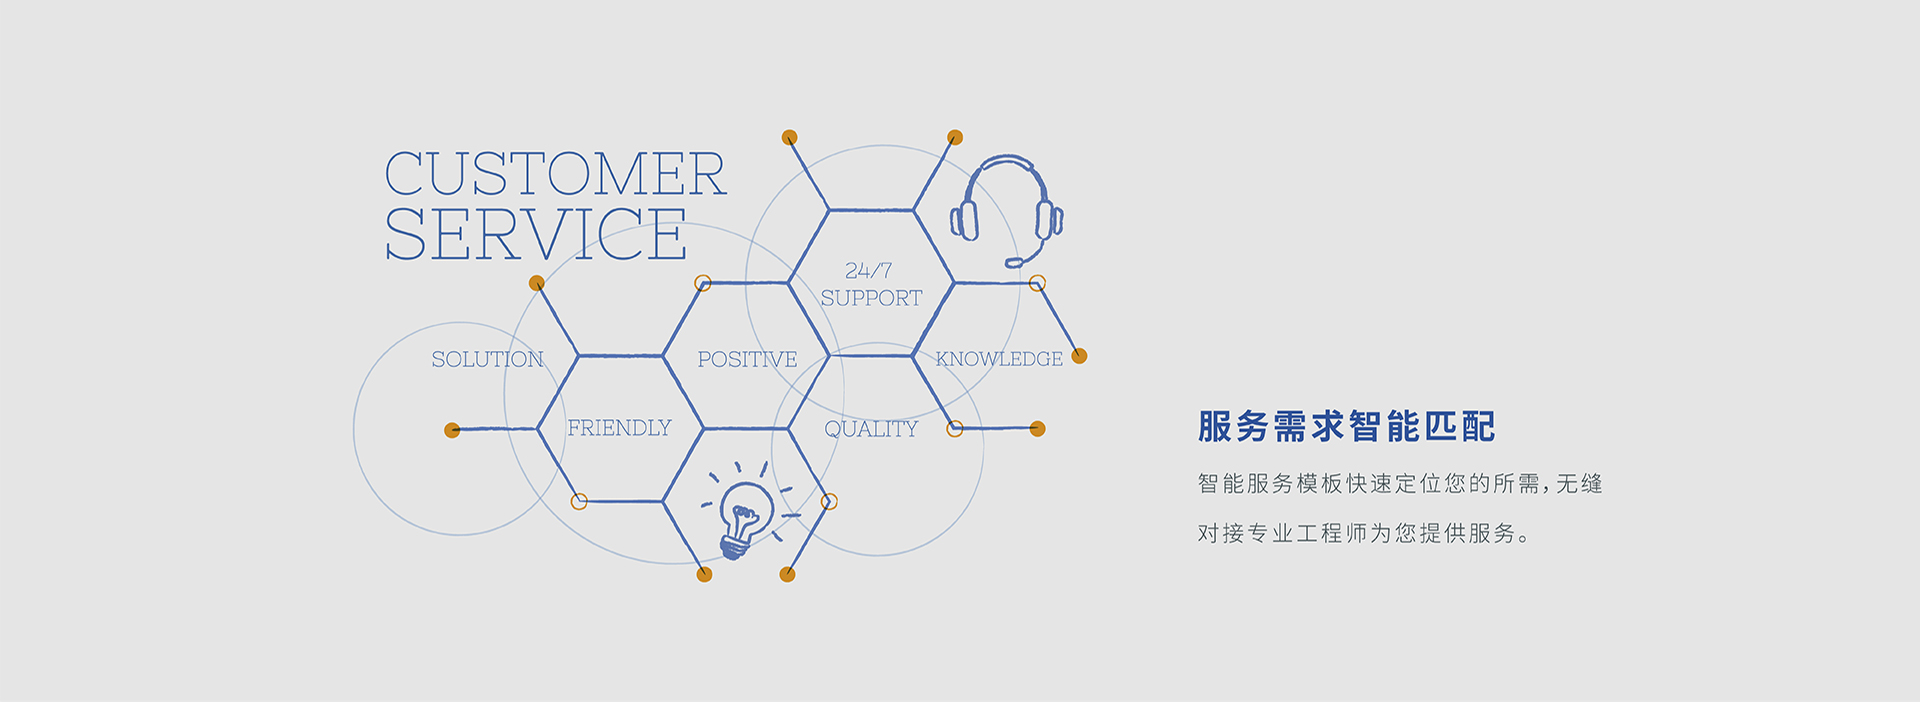 CUSTOMER
SERVICE
24/7
SUPPORT
SOLUTION
POSITIVE
KNOWLEDGE
FRIENDLY
QUALITY
服务需求智能匹配
智能服务模板快速定位您的所需，无缝
对接专业工程师为您提供服务。